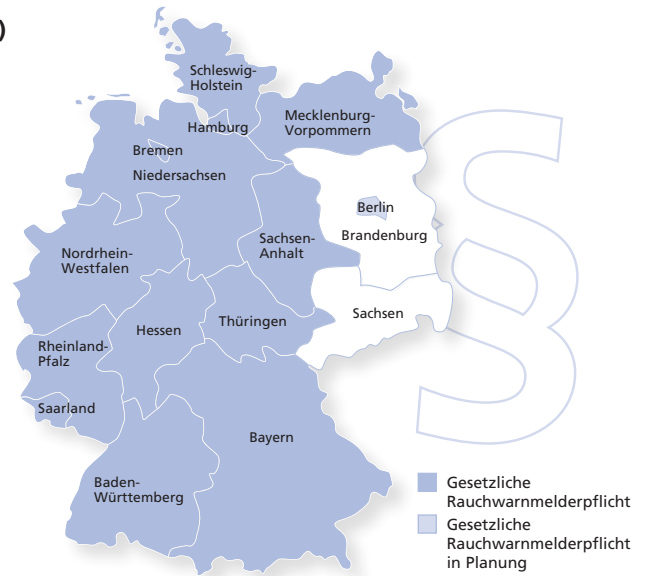 )
Schleswig-
Holstein
Mecklenburg-
Vorpommern
Hamburg
Bremen
Niedersachsen
Berlin
Brandenburg
Sachsen-
Anhalt
Nordrhein-
Westfalen
Sachsen
Thüringen
Hessen
Rheinland-
Pfalz
Saarland
Bayern
Baden-
Württemberg
§
Gesetzliche
Rauchwarnmelderpflicht
Gesetzliche
Rauchwarnmelderpflicht
in Planung